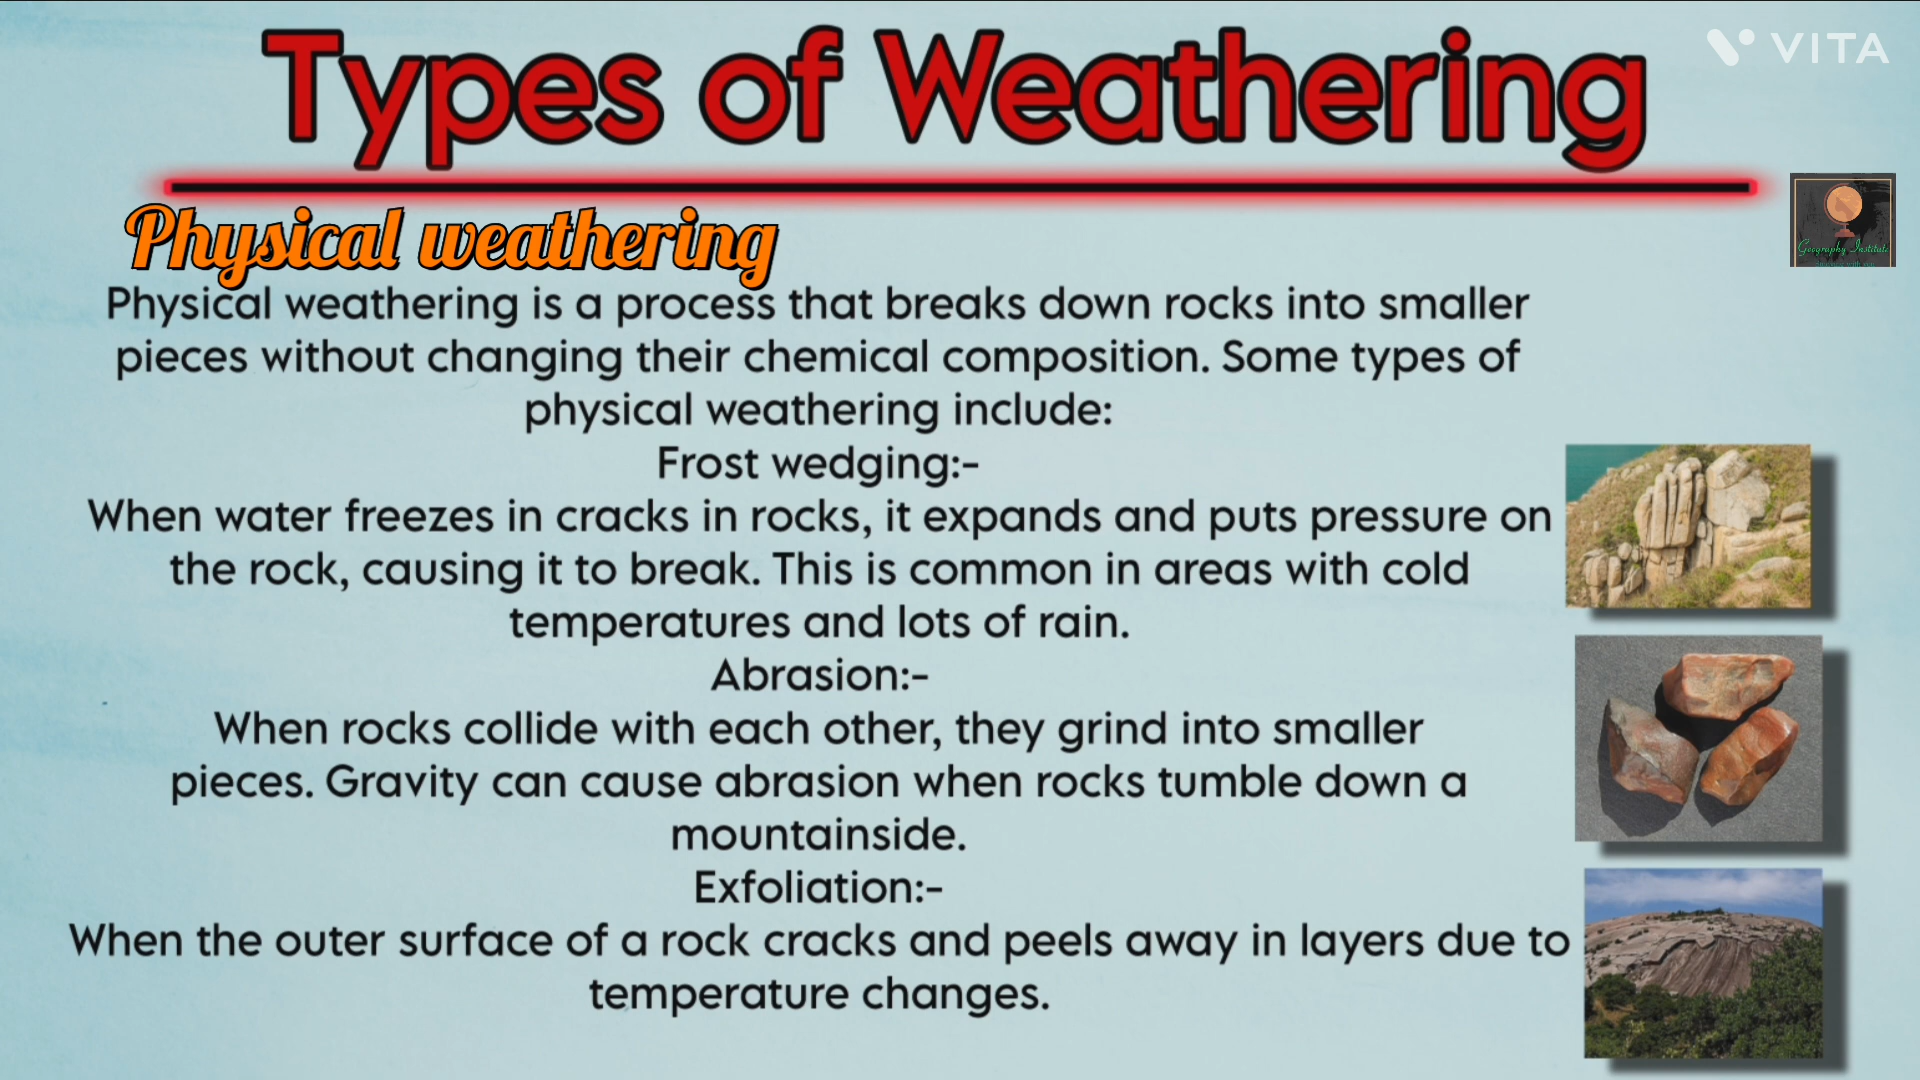 Types of Weathering
VITA
Physical weathering
Geography Institute
Physical weathering is a process that breaks down rocks into smaller
pieces without changing their chemical composition. Some types of
physical weathering include:
Frost wedging:-
When water freezes in cracks in rocks, it expands and puts pressure on
the rock, causing it to break. This is common in areas with cold
temperatures and lots of rain.
Abrasion:-
When rocks collide with each other, they grind into smaller
pieces. Gravity can cause abrasion when rocks tumble down a
mountainside.
Exfoliation:-
When the outer surface of a rock cracks and peels away in layers due to
temperature changes.